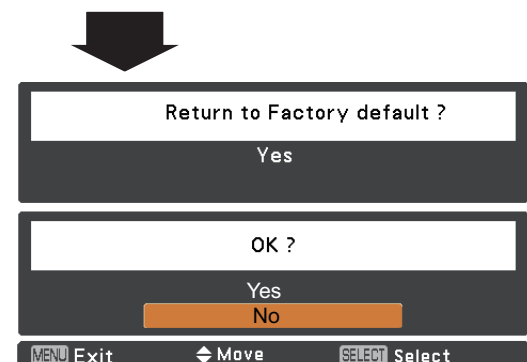 Return to Factory default ?
Yes
OK ?
Yes
No
MENU Exit Move SELECT Select